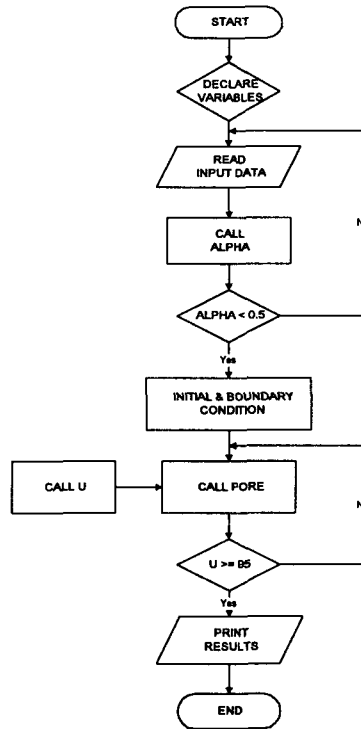 START
DECLARE
VARIABLES
READ
INPUT DATA
N
CALL
ALPHA
ALPHA < 0.5
Yes
INITIAL & BOUNDARY
CONDITION
CALL U
CALL PORE
N
U >= 95
Yes
PRINT
RESULTS
END